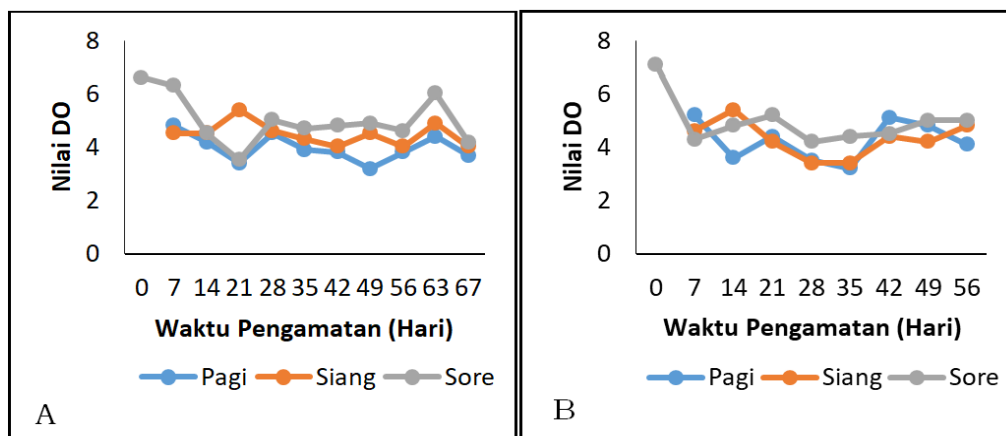 8
6
4
2
0
Nilai DO
0 7 14 21 28 35 42 49 56 63 67
Waktu Pengamatan (Hari)
Pagi Siang Sore
A
8
6
4
2
0
Nilai DO
0 7 14 21 28 35 42 49 56
Waktu Pengamatan (Hari)
Pagi Siang Sore
B